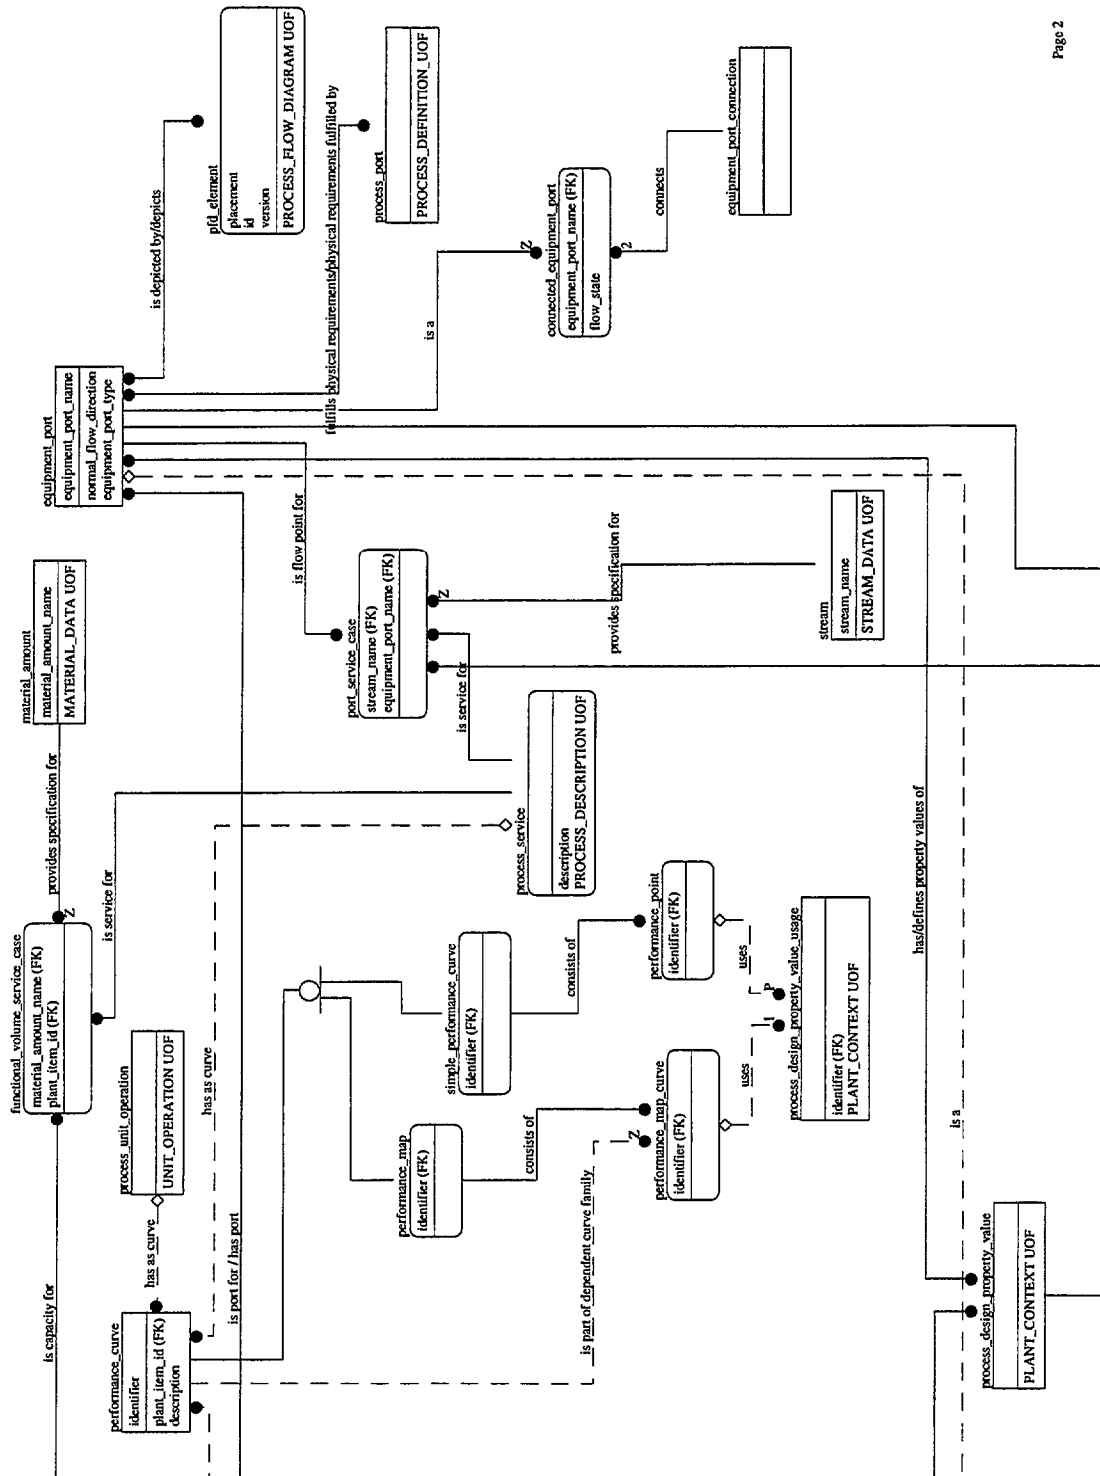 functional_volume_service_case
material_amount_name (FK)
plant_item_id (FK)
is capacity for
Z
provides specification for
material_amount
material_amount_name
MATERIAL_DATA UOF
equipment_port
equipment_port_name
normal_flow_direction
equipment_port_type
is depicted by/depicts
pfd_element
placement
id
version
PROCESS_FLOW_DIAGRAM UOF
performance_curve
identifier
plant_item_id (FK)
description
has as curve
process_unit_operation
UNIT_OPERATION UOF
is service for
has as curve
is port for / has port
is flow point for
fulfills physical requirements/physical requirements fulfilled by
process_port
PROCESS_DEFINITION_UOF
port_service_case
stream_name (FK)
equipment_port_name (FK)
Z
is service for
is a
Z
connected_equipment_port
equipment_port_name (FK)
flow_state
2
connects
equipment_port_connection
process_service
description
PROCESS_DESCRIPTION UOF
provides specification for
stream
stream_name
STREAM_DATA UOF
performance_map
identifier (FK)
simple_performance_curve
identifier (FK)
consists of
consists of
is part of dependent curve family
Z
performance_map_curve
identifier (FK)
performance_point
identifier (FK)
uses
uses
1
P
process_design_property_value_usage
identifier (FK)
PLANT_CONTEXT UOF
has/defines property values of
is a
process_design_property_value
PLANT_CONTEXT UOF
Page 2